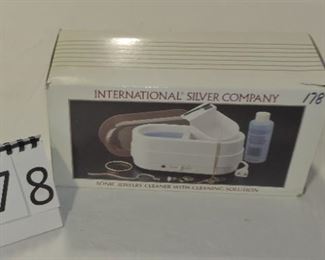 INTERNATIONAL® SILVER COMPANY
178
78
SONIC JEWELRY CLEANER WITH CLEANING SOLUTION